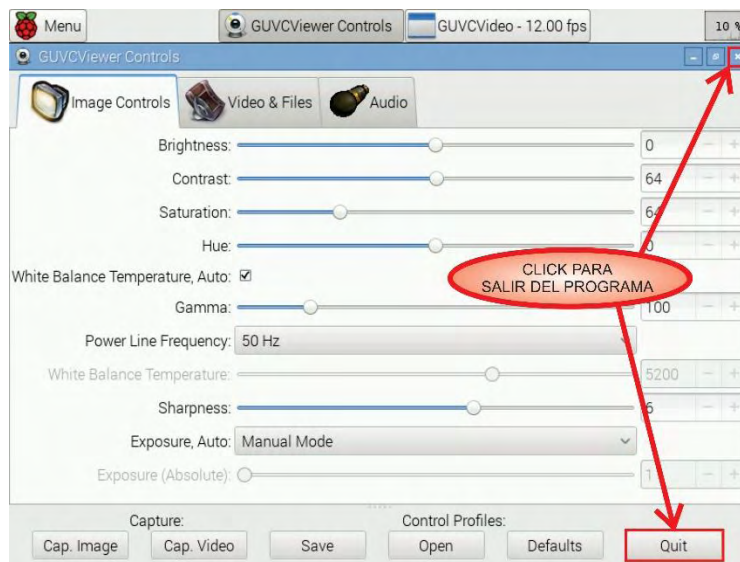 Menu GUVCViewer Controls GUVCVideo - 12.00 fps 10 %
GUVCViewer Controls
Image Controls Video & Files Audio
Brightness: 0
Contrast: 64
Saturation: 64
Hue: 0
White Balance Temperature, Auto:
CLICK PARA
SALIR DEL PROGRAMA
Gamma: 100
Power Line Frequency: 50 Hz
White Balance Temperature: 5200
Sharpness: 6
Exposure, Auto: Manual Mode
Exposure (Absolute): 1
Capture: Control Profiles:
Cap. Image Cap. Video Save Open Defaults Quit